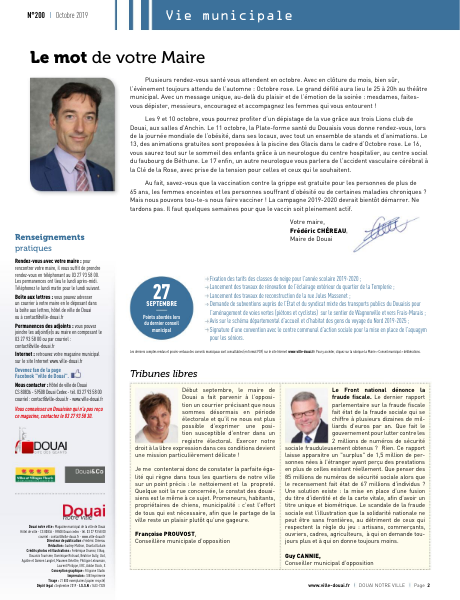 N°200 | Octobre 2019
Vie municipale
Le mot de votre Maire
Plusieurs rendez-vous santé vous attendent en octobre. Avec en clôture du mois, bien sûr,
l'événement toujours attendu de l'automne : Octobre rose. Le grand défilé aura lieu le 25 à 20h au théâtre
municipal. Avec un message unique, au-delà du plaisir et de l'émotion de la soirée : mesdames, faites-
vous dépister, messieurs, encouragez et accompagnez les femmes qui vous entourent !
Les 9 et 10 octobre, vous pourrez profiter d'un dépistage de la vue grâce aux trois Lions club de
Douai, aux salles d'Anchin. Le 11 octobre, la Plate-forme santé du Douaisis vous donne rendez-vous, lors
de la journée mondiale de l'obésité, dans ses locaux, avec tout un ensemble de stands et d'animations. Le
13, des animations gratuites sont proposées à la piscine des Glacis dans le cadre d'Octobre rose. Le 16,
vous saurez tout sur le sommeil des enfants grâce à un neurologue du centre hospitalier, au centre social
du faubourg de Béthune. Le 17 enfin, un autre neurologue vous parlera de l'accident vasculaire cérébral à
la Clé de la Rose, avec prise de la tension pour celles et ceux qui le souhaitent.
Au fait, savez-vous que la vaccination contre la grippe est gratuite pour les personnes de plus de
65 ans, les femmes enceintes et les personnes souffrant d'obésité ou de certaines maladies chroniques ?
Mais nous pouvons tou-te-s nous faire vacciner ! La campagne 2019-2020 devrait bientôt démarrer. Ne
tardons pas. Il faut quelques semaines pour que le vaccin soit pleinement actif.
Votre maire,
Frédéric CHÉREAU,
Maire de Douai
Renseignements
pratiques
Rendez-vous avec votre maire : pour
rencontrer votre maire, il vous suffit de prendre
rendez-vous en téléphonant au 03 27 93 58 00.
Les permanences ont lieu le lundi après-midi.
Téléphonez le lundi matin pour le lundi suivant.
Boîte aux lettres : vous pouvez adresser
un courrier à votre maire en le déposant dans
la boîte aux lettres, hôtel de ville de Douai
ou à contact@ville-douai.fr
Permanences des adjoints : vous pouvez
joindre les adjoint(e)s au maire en composant le
03 27 93 58 00 ou par courriel :
contact@ville-douai.fr
Internet : retrouvez votre magazine municipal
sur le site Internet www.ville-douai.fr
Devenez fan de la page
Facebook "ville de Douai".
Nous contacter : Hôtel de ville de Douai
courriel : contact@ville-douai.fr - www.ville-douai.fr
Vous connaissez un Douaisien qui n'a pas reçu
ce magazine, contactez le 03 27 93 58 30.
27
SEPTEMBRE
Points abordés lors
du dernier conseil
municipal
Fixation des tarifs des classes de neige pour l'année scolaire 2019-2020 ;
Lancement des travaux de rénovation de l'éclairage extérieur du quartier de la Templerie ;
Lancement des travaux de reconstruction de la rue Jules Massenet ;
Demande de subventions auprès de l'État et du syndicat mixte des transports publics du Douaisis pour
l'aménagement de voies vertes (piétons et cyclistes) sur le sentier de Wagnonville et vers Frais-Marais ;
Avis sur le schéma départemental d'accueil et d'habitat des gens du voyage du Nord 2019-2025 ;
Signature d'une convention avec le centre communal d'action sociale pour la mise en place de l'aquagym
pour les séniors.
Tribunes libres
Début septembre, le maire de
Douai a fait parvenir à l'opposi-
tion un courrier précisant que nous
sommes désormais en période
électorale et qu'il ne nous est plus
possible d'exprimer une posi-
tion susceptible d'entrer dans un
registre électoral. Exercer notre
droit à la libre expression dans ces conditions devient
une mission particulièrement délicate !
Je me contenterai donc de constater la parfaite éga-
lité qui règne dans tous les quartiers de notre ville
sur un point précis : le nettoiement et la propreté.
Quelque soit la rue concernée, le constat des douai-
siens est le même à ce sujet. Promeneurs, habitants,
propriétaires de chiens, municipalité : c'est l'effort
de tous qui est nécessaire, afin que le partage de la
ville reste un plaisir plutôt qu'une gageure.
Françoise PROUVOST,
Conseillère municipale d'opposition
Le Front national dénonce la
fraude fiscale. Le dernier rapport
parlementaire sur la fraude fiscale
fait état de la fraude sociale qui se
chiffre à plusieurs dizaines de mil-
liards d'euros par an. Que fait le
gouvernement pour lutter contre les
2 millions de numéros de sécurité
sociale frauduleusement obtenus ? Rien. Ce rapport
laisse apparaître un "surplus" de 1,5 million de per-
sonnes nées à l'étranger ayant perçu des prestations
en plus de celles existant réellement. Que penser des
85 millions de numéros de sécurité sociale alors que
le recensement fait état de 67 millions d'individus ?
Une solution existe : la mise en place d'une fusion
du titre d'identité et de la carte vitale, afin d'avoir un
titre unique et biométrique. Le scandale de la fraude
sociale est l'illustration que la solidarité nationale ne
peut être sans frontières, au détriment de ceux qui
respectent la règle du jeu : artisans, commerçants,
ouvriers, cadres, agriculteurs, à qui on demande tou-
jours plus et à qui on donne toujours moins.
Guy CANNIE,
Conseiller municipal d'opposition
DOUAI
Douai&Co
Douai
notre ville
www.ville-douai.fr | DOUAI NOTRE VILLE | Page 2